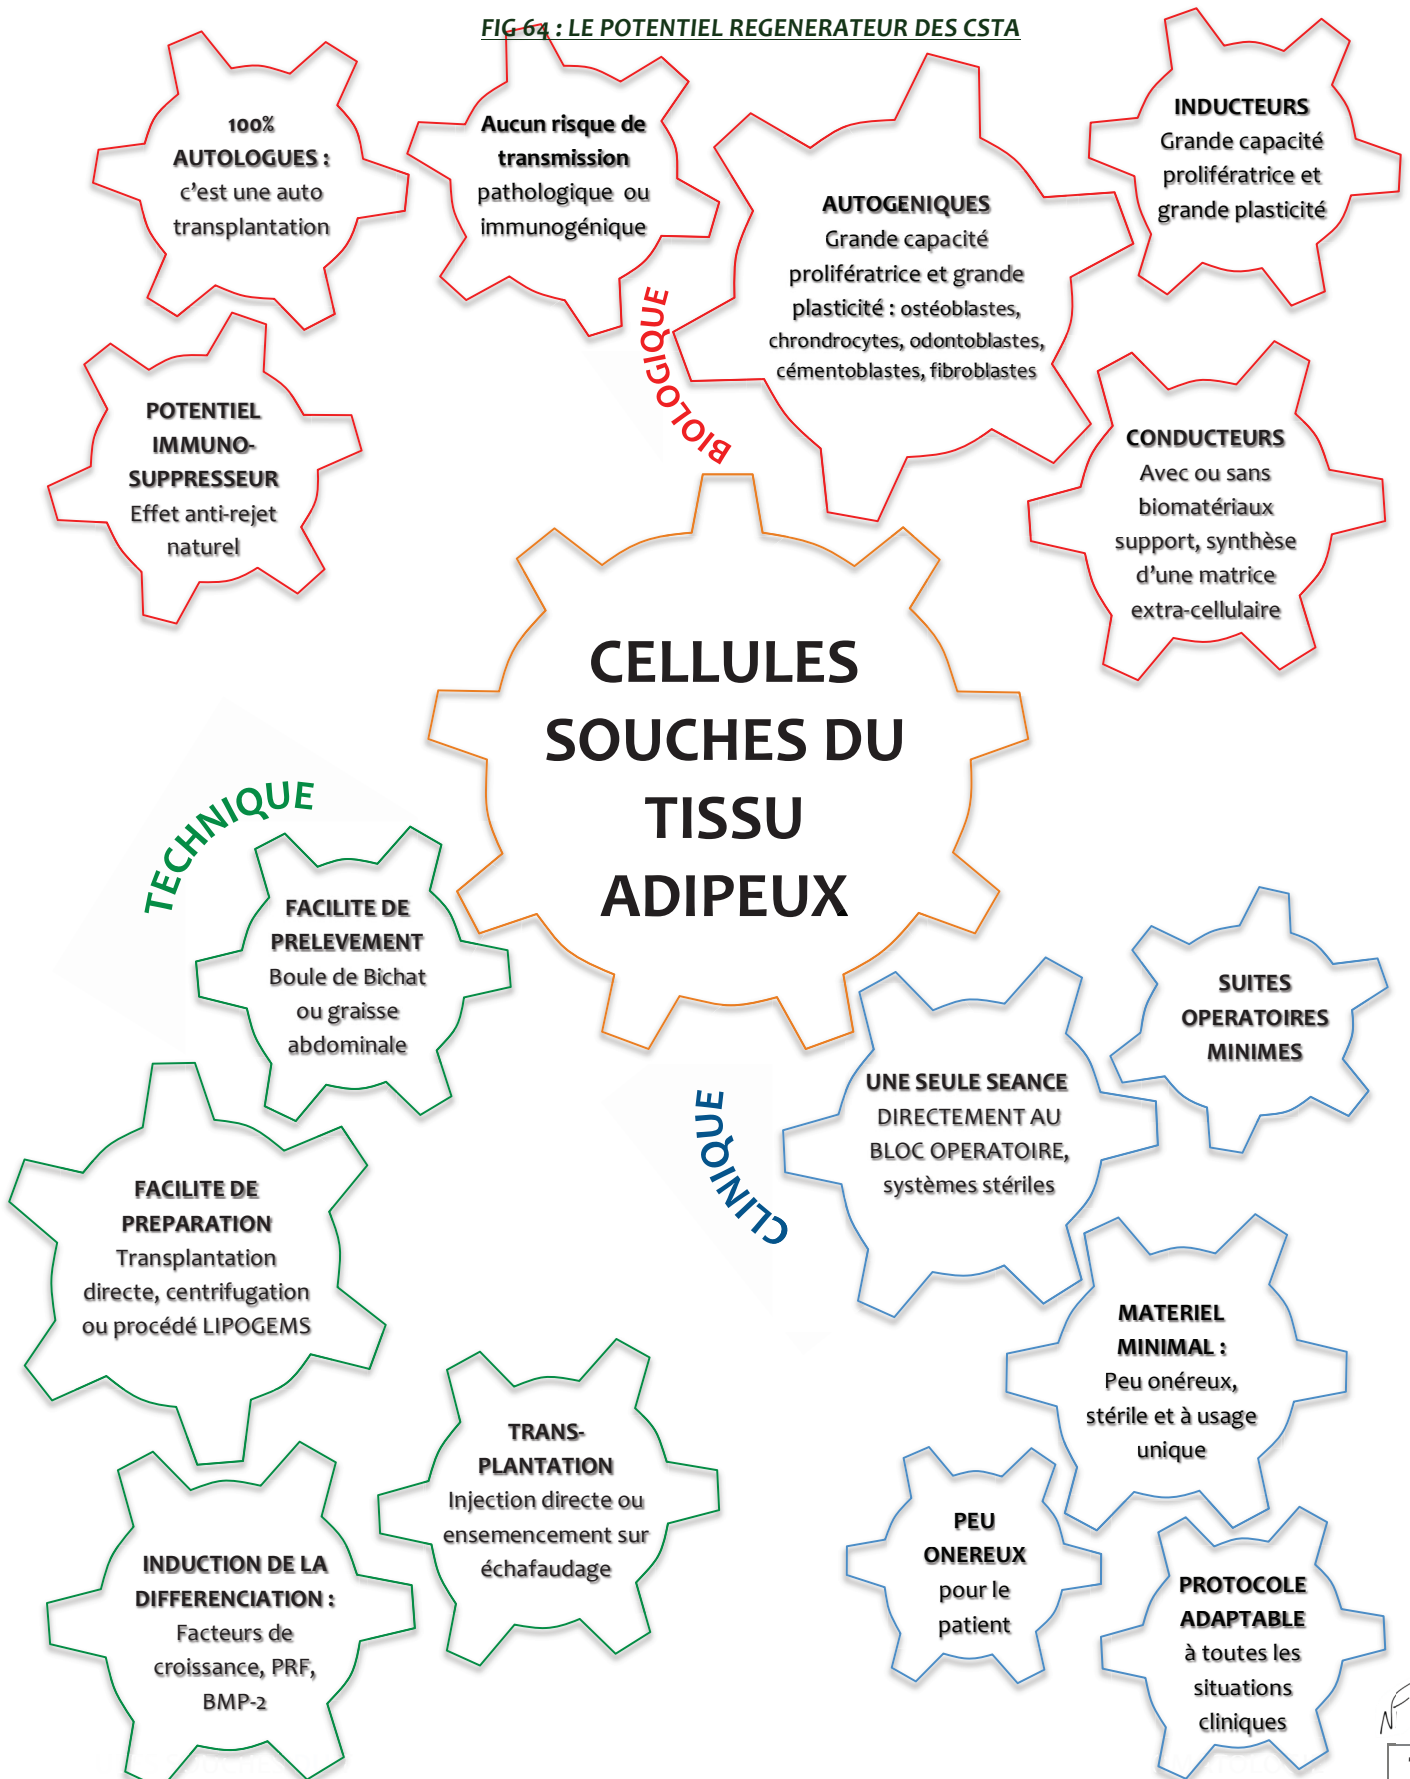 FIG 64 : LE POTENTIEL REGENERATEUR DES CSTA
100%
AUTOLOGUES :
c'est une auto
transplantation
Aucun risque de
transmission
pathologique ou
immunogénique
AUTOGENIQUES
Grande capacité
prolifératrice et grande
plasticité : ostéoblastes,
chrondrocytes, odontoblastes,
cémentoblastes, fibroblastes
INDUCTEURS
Grande capacité
prolifératrice et
grande plasticité
POTENTIEL
IMMUNO-
SUPPRESSEUR
Effet anti-rejet
naturel
BIOLOGIQUE
CONDUCTEURS
Avec ou sans
biomatériaux
support, synthèse
d'une matrice
extra-cellulaire
CELLULES
SOUCHES DU
TISSU
ADIPEUX
TECHNIQUE
FACILITE DE
PRELEVEMENT
Boule de Bichat
ou graisse
abdominale
FACILITE DE
PREPARATION
Transplantation
directe, centrifugation
ou procédé LIPOGEMS
TRANS-
PLANTATION
Injection directe ou
ensemencement sur
échafaudage
INDUCTION DE LA
DIFFERENCIATION :
Facteurs de
croissance, PRF,
BMP-2
CLINIQUE
UNE SEULE SEANCE
DIRECTEMENT AU
BLOC OPERATOIRE,
systèmes stériles
SUITES
OPERATOIRES
MINIMES
MATERIEL
MINIMAL :
Peu onéreux,
stérile et à usage
unique
PEU
ONEREUX
pour le
patient
PROTOCOLE
ADAPTABLE
à toutes les
situations
cliniques